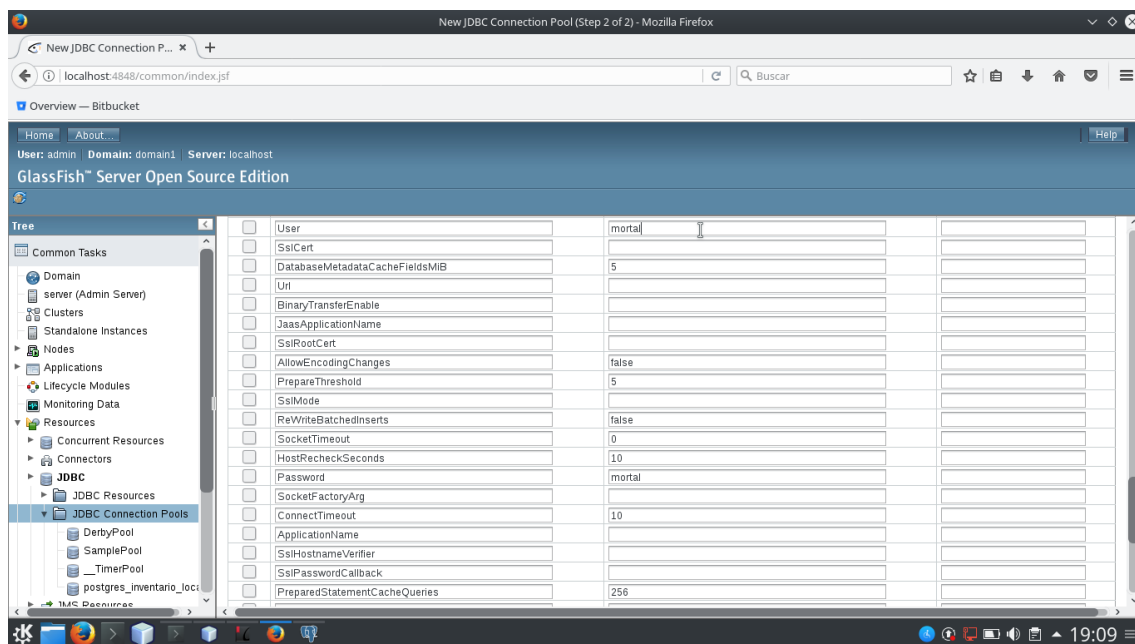 New JDBC Connection Pool (Step 2 of 2) - Mozilla Firefox
New JDBC Connection P...
localhost:4848/common/index.jsf
Buscar
Overview — Bitbucket
Home About... Help
User: admin Domain: domain1 Server: localhost
GlassFish™ Server Open Source Edition
Tree
Common Tasks
Domain
server (Admin Server)
Clusters
Standalone Instances
Nodes
Applications
Lifecycle Modules
Monitoring Data
Resources
Concurrent Resources
Connectors
JDBC
JDBC Resources
JDBC Connection Pools
DerbyPool
SamplePool
__TimerPool
postgres_inventario_loca
JMS Resources
User mortal
SslCert
DatabaseMetadataCacheFieldsMiB 5
Url
BinaryTransferEnable
JaasApplicationName
SslRootCert
AllowEncodingChanges false
PrepareThreshold 5
SslMode
ReWriteBatchedInserts false
SocketTimeout 0
HostRecheckSeconds 10
Password mortal
SocketFactoryArg
ConnectTimeout 10
ApplicationName
SslHostnameVerifier
SslPasswordCallback
PreparedStatementCacheQueries 256
19:09